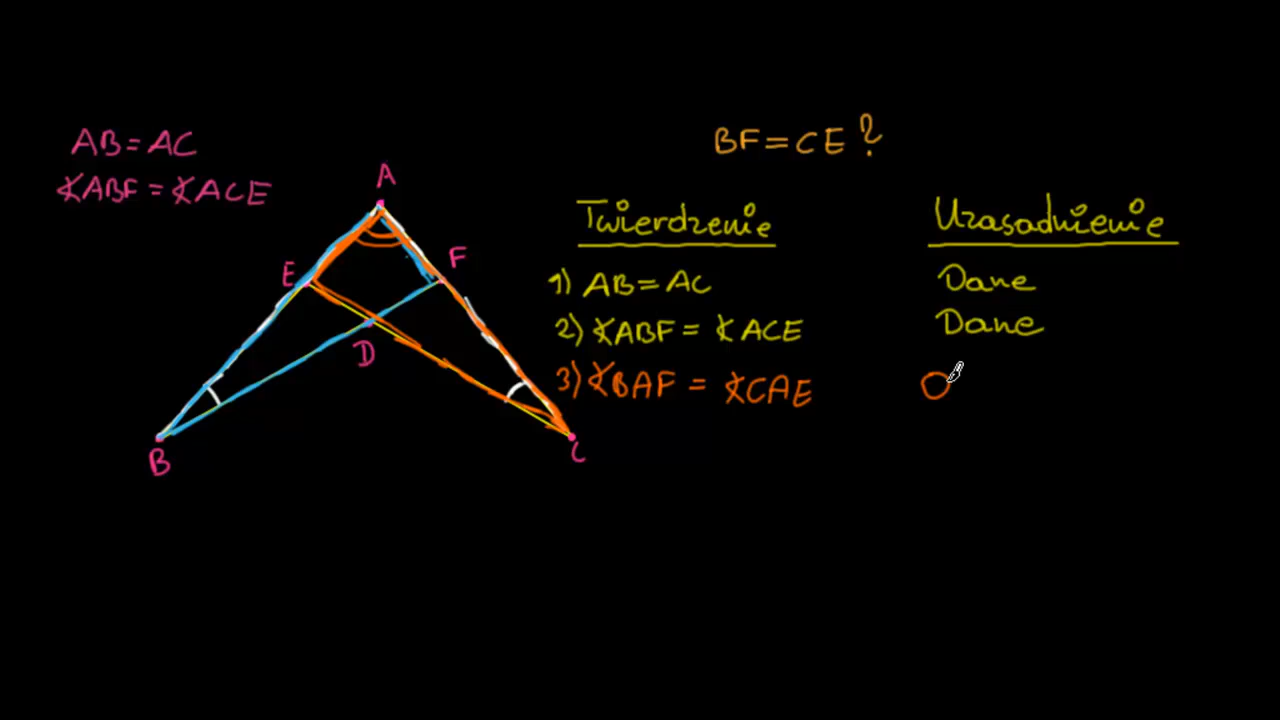 AB = AC
∢ABF = ∢ACE
BF = CE ?
A
E
F
D
B
C
Twierdzenie
Uzasadnienie
1) AB = AC
Dane
2) ∢ABF = ∢ACE
Dane
3) ∢BAF = ∢CAE
O